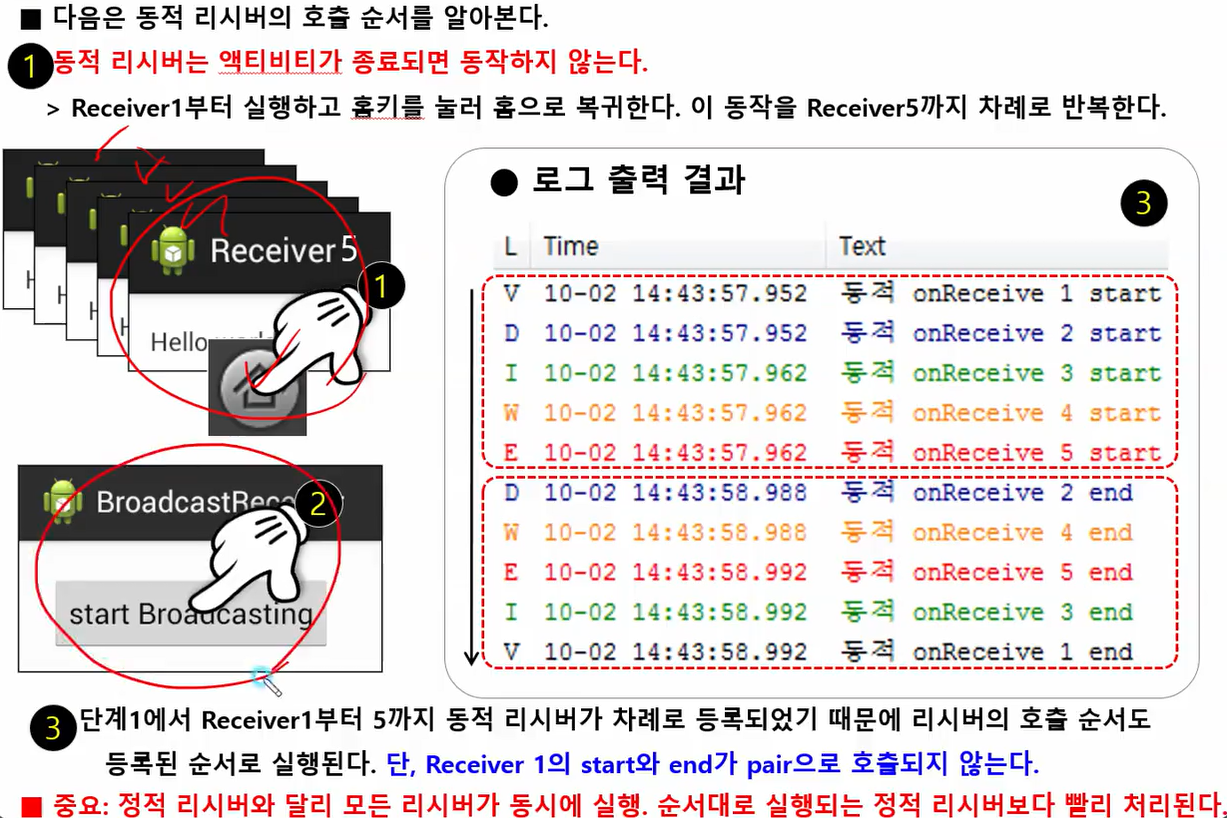 ■ 다음은 동적 리시버의 호출 순서를 알아본다.
1 동적 리시버는 액티비티가 종료되면 동작하지 않는다.
> Receiver1부터 실행하고 홈키를 눌러 홈으로 복귀한다. 이 동작을 Receiver5까지 차례로 반복한다.
Receiver 5
1
Hello
BroadcastRece
2
start Broadcasting
● 로그 출력 결과
3
L Time Text
V 10-02 14:43:57.952 동적 onReceive 1 start
D 10-02 14:43:57.952 동적 onReceive 2 start
I 10-02 14:43:57.962 동적 onReceive 3 start
W 10-02 14:43:57.962 동적 onReceive 4 start
E 10-02 14:43:57.962 동적 onReceive 5 start
D 10-02 14:43:58.988 동적 onReceive 2 end
W 10-02 14:43:58.988 동적 onReceive 4 end
E 10-02 14:43:58.992 동적 onReceive 5 end
I 10-02 14:43:58.992 동적 onReceive 3 end
V 10-02 14:43:58.992 동적 onReceive 1 end
3 단계1에서 Receiver1부터 5까지 동적 리시버가 차례로 등록되었기 때문에 리시버의 호출 순서도
등록된 순서로 실행된다. 단, Receiver 1의 start와 end가 pair으로 호출되지 않는다.
■ 중요: 정적 리시버와 달리 모든 리시버가 동시에 실행. 순서대로 실행되는 정적 리시버보다 빨리 처리된다.